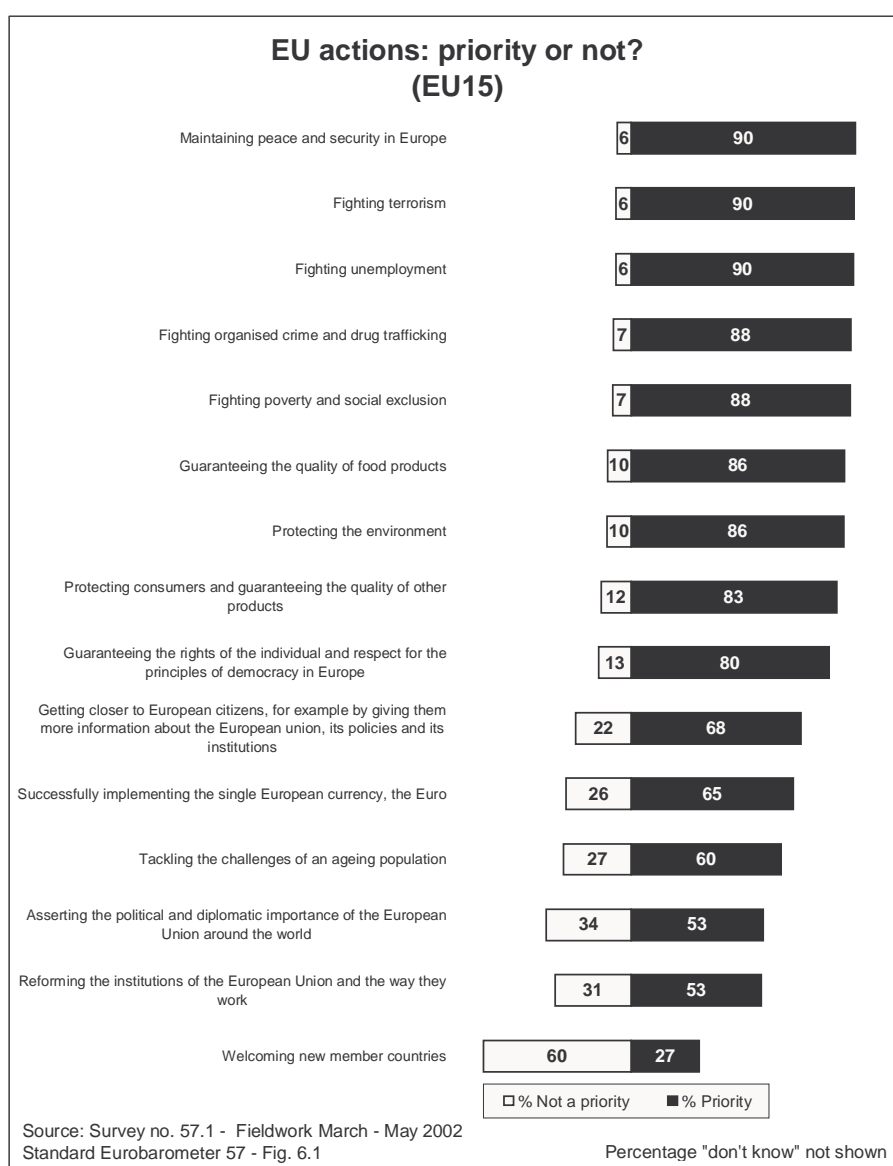 EU actions: priority or not?
(EU15)
Maintaining peace and security in Europe
6 90
Fighting terrorism
6 90
Fighting unemployment
6 90
Fighting organised crime and drug trafficking
7 88
Fighting poverty and social exclusion
7 88
Guaranteeing the quality of food products
10 86
Protecting the environment
10 86
Protecting consumers and guaranteeing the quality of other
products
12 83
Guaranteeing the rights of the individual and respect for the
principles of democracy in Europe
13 80
Getting closer to European citizens, for example by giving them
more information about the European union, its policies and its
institutions
22 68
Successfully implementing the single European currency, the Euro
26 65
Tackling the challenges of an ageing population
27 60
Asserting the political and diplomatic importance of the European
Union around the world
34 53
Reforming the institutions of the European Union and the way they
work
31 53
Welcoming new member countries
60 27
% Not a priority % Priority
Source: Survey no. 57.1 - Fieldwork March - May 2002
Standard Eurobarometer 57 - Fig. 6.1
Percentage "don't know" not shown